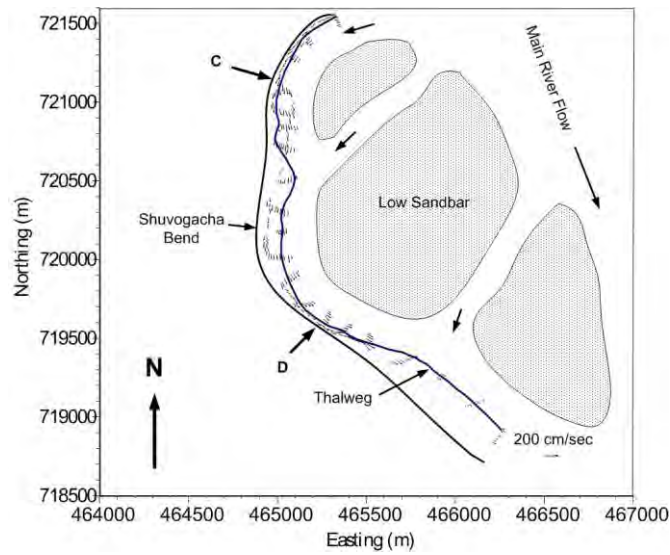 721500
721000
720500
720000
719500
719000
718500
Northing (m)
C
Main River Flow
Low Sandbar
Shuvogacha
Bend
D
Thalweg
N
200 cm/sec
464000 464500 465000 465500 466000 466500 467000
Easting (m)